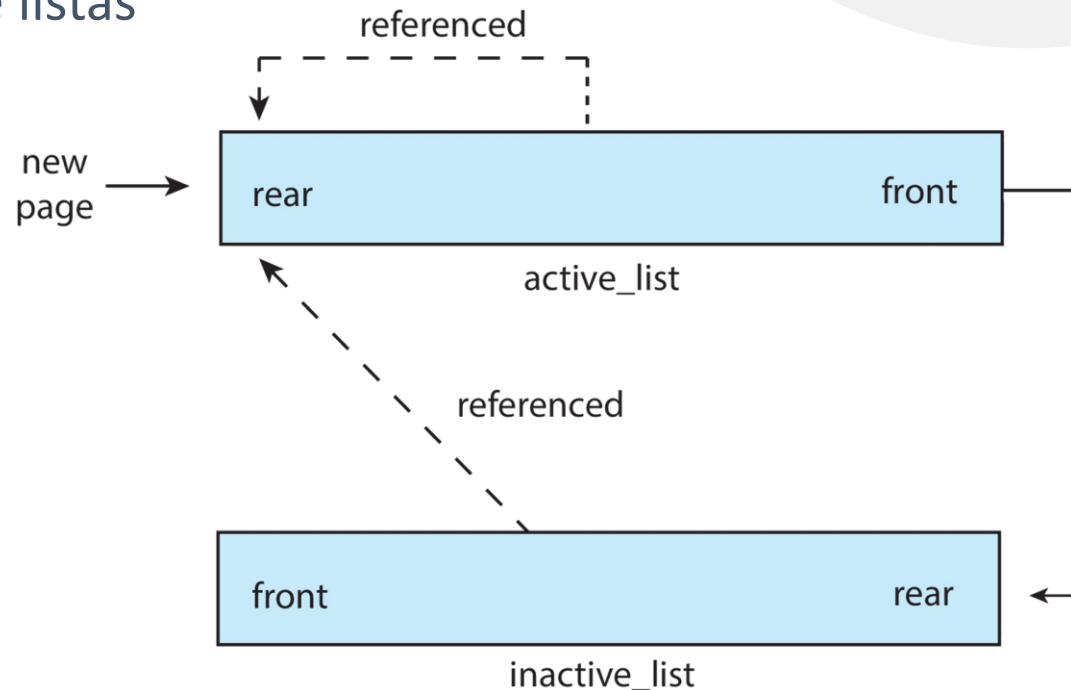 listas
referenced
new
page
rear
front
active_list
referenced
front
rear
inactive_list